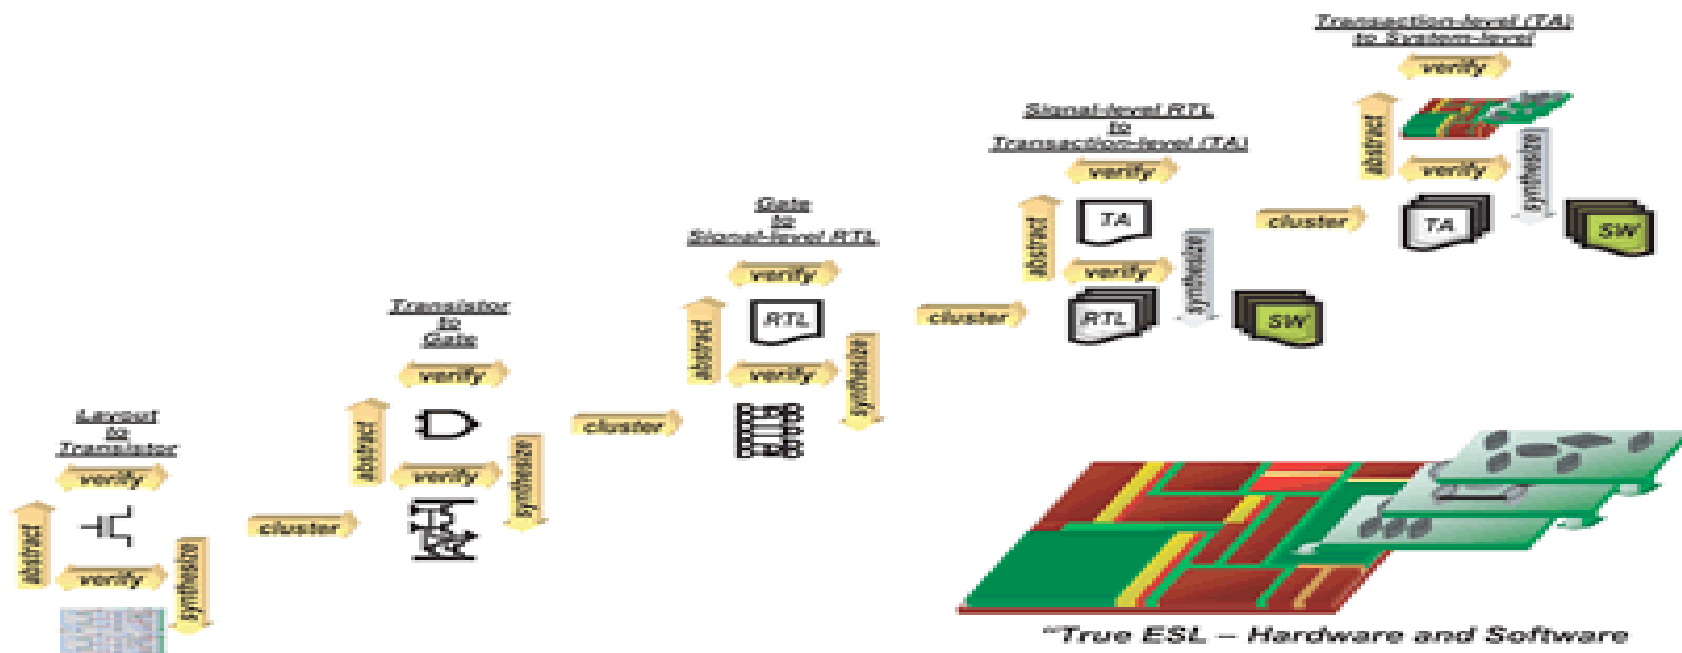 Layout
to
Transistor
verify
abstract
verify
synthesize
cluster
Transistor
to
Gate
verify
abstract
verify
synthesize
cluster
Gate
to
Signal-level RTL
verify
abstract
RTL
verify
synthesize
cluster
Signal-level RTL
to
Transaction-level (TA)
verify
abstract
TA
verify
synthesize
RTL
SW
cluster
Transaction-level (TA)
to System-level
verify
abstract
verify
synthesize
TA
SW
"True ESL – Hardware and Software